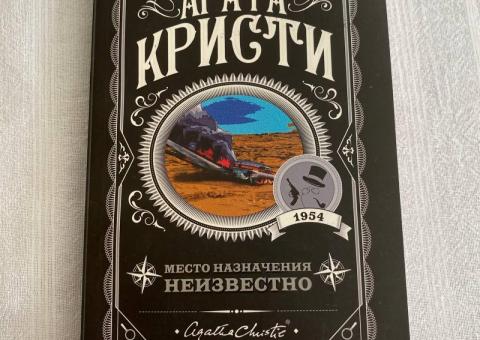 АГАТА
КРИСТИ
1954
МЕСТО НАЗНАЧЕНИЯ
НЕИЗВЕСТНО
Agatha Christie®